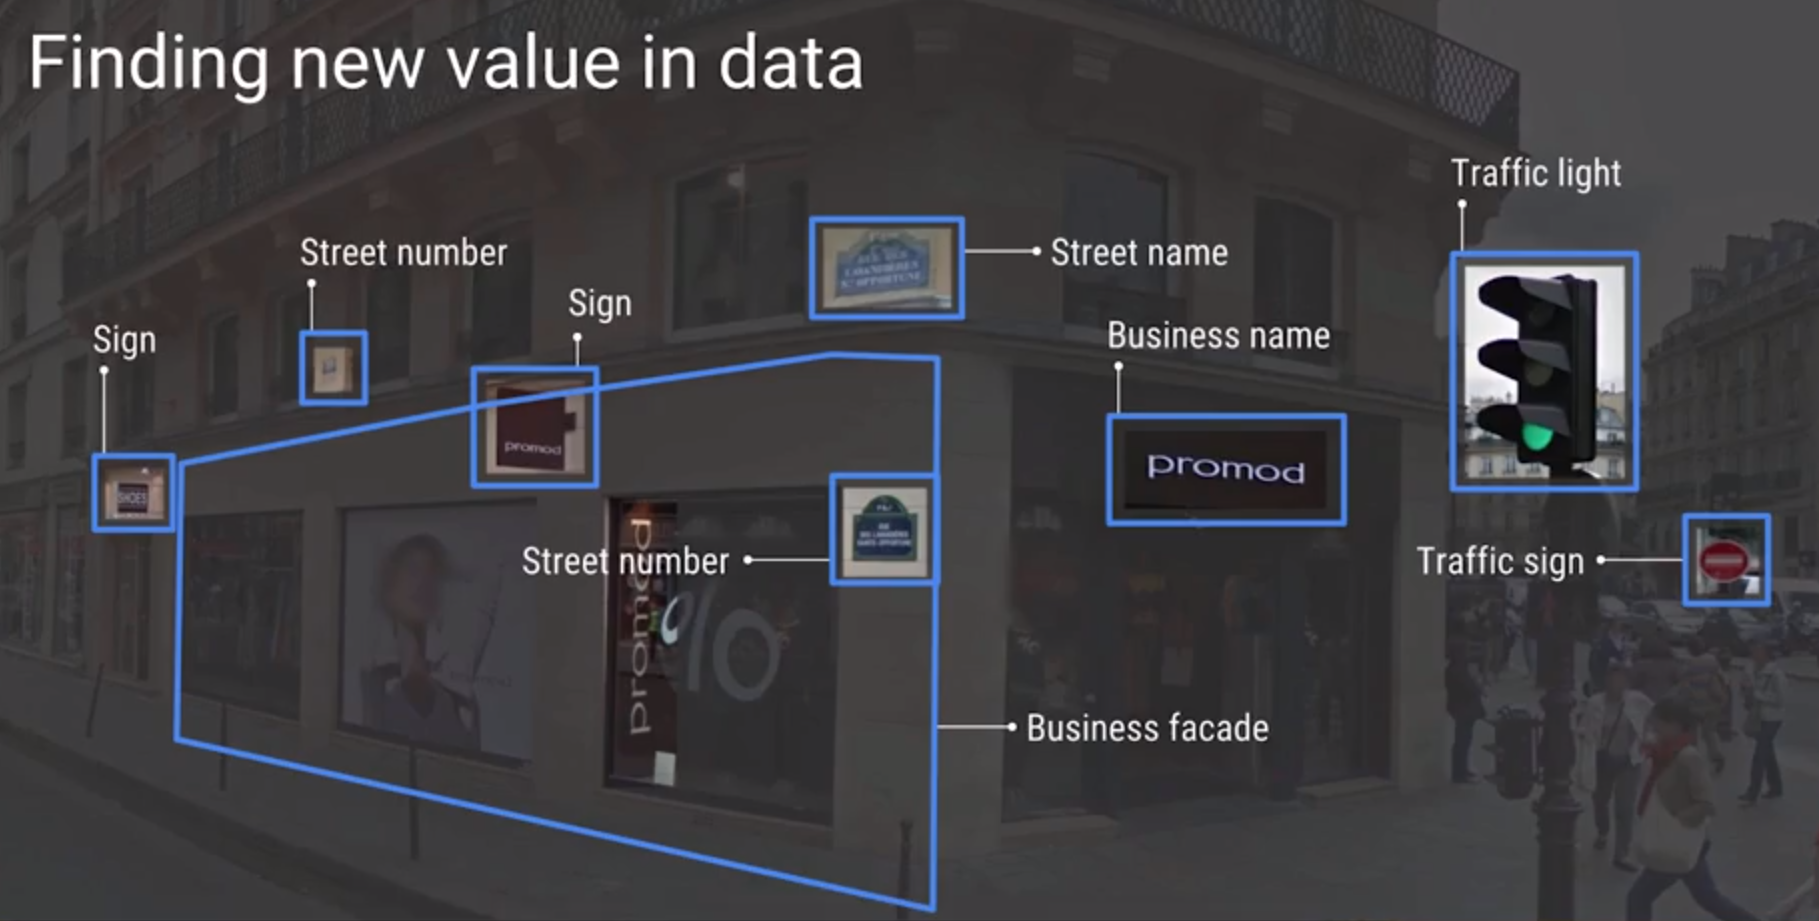 Finding new value in data
Traffic light
Street number
Street name
Sign
Business name
Sign
promod
promod
SHOES
Street number
promod
%
Traffic sign
Business facade